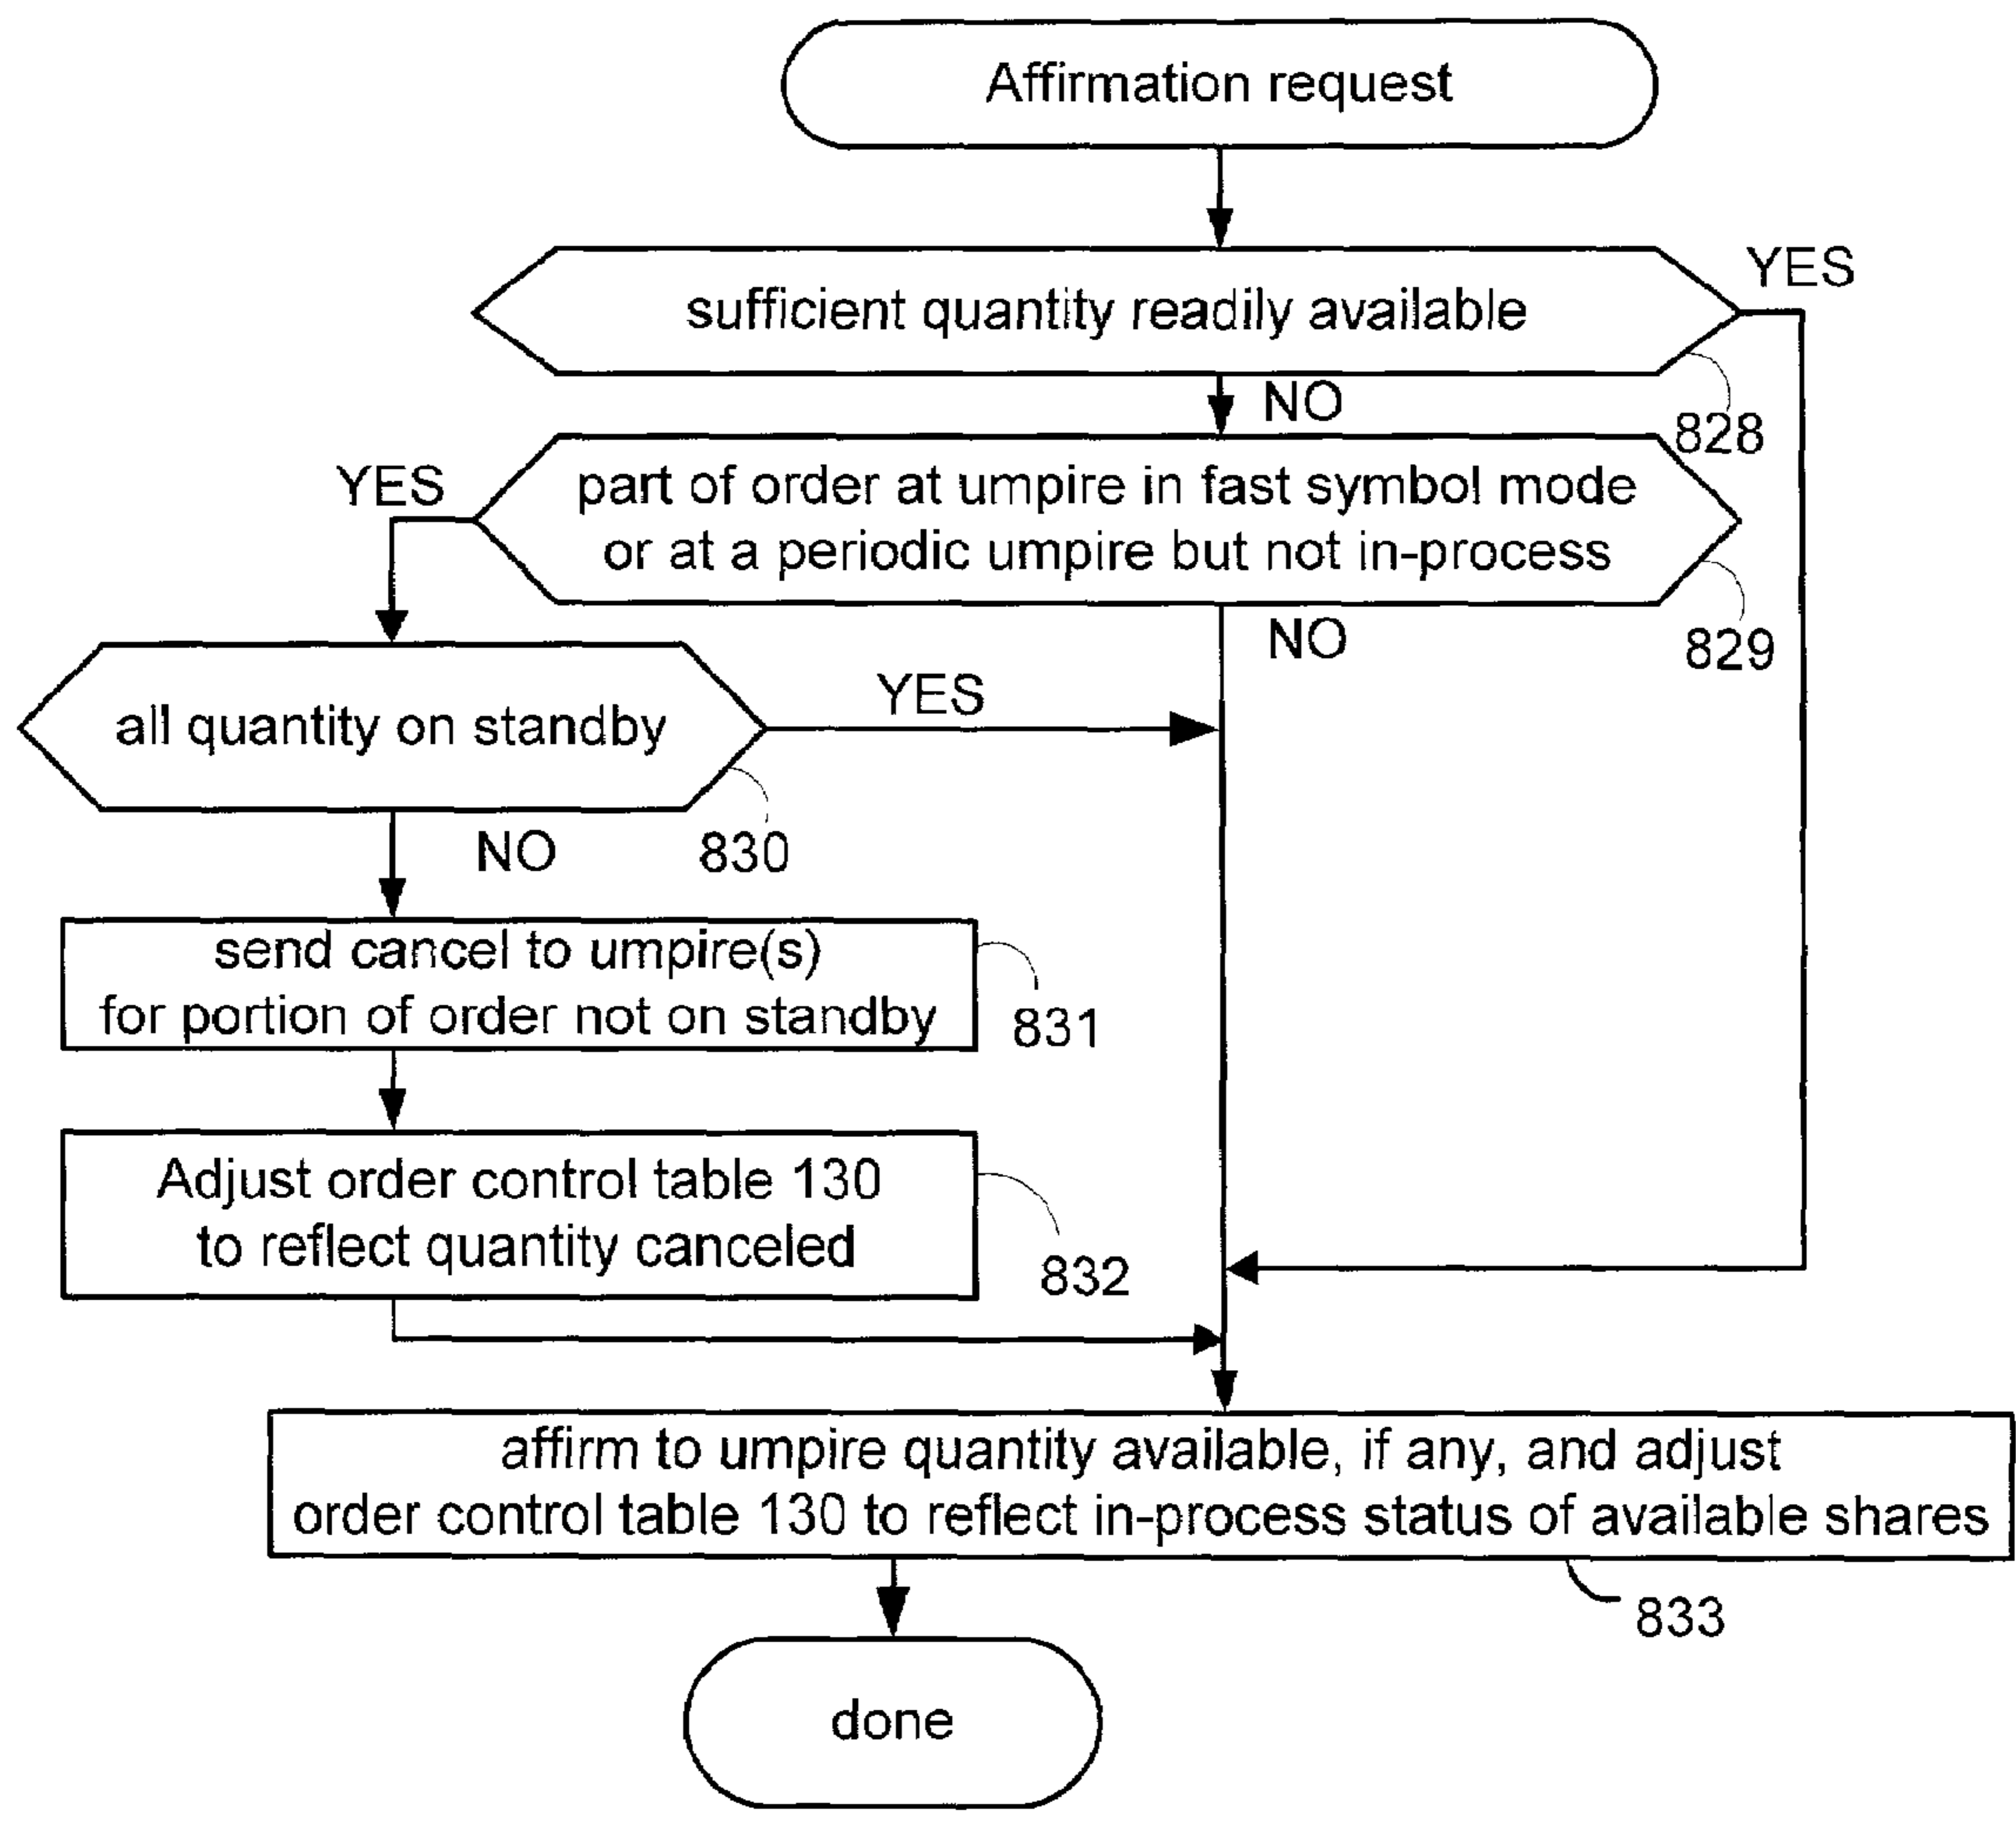 Affirmation request
YES
sufficient quantity readily available
NO
828
YES
part of order at umpire in fast symbol mode
or at a periodic umpire but not in-process
NO
829
YES
all quantity on standby
NO
830
send cancel to umpire(s)
for portion of order not on standby
831
Adjust order control table 130
to reflect quantity canceled
832
affirm to umpire quantity available, if any, and adjust
order control table 130 to reflect in-process status of available shares
833
done